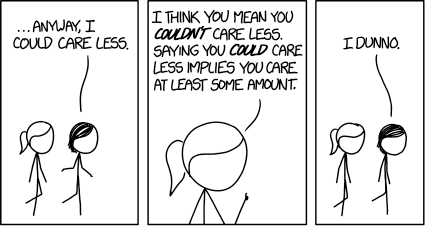 ...ANYWAY, I
COULD CARE LESS.
I THINK YOU MEAN YOU
COULDN'T CARE LESS.
SAYING YOU COULD CARE
LESS IMPLIES YOU CARE
AT LEAST SOME AMOUNT.
I DUNNO.